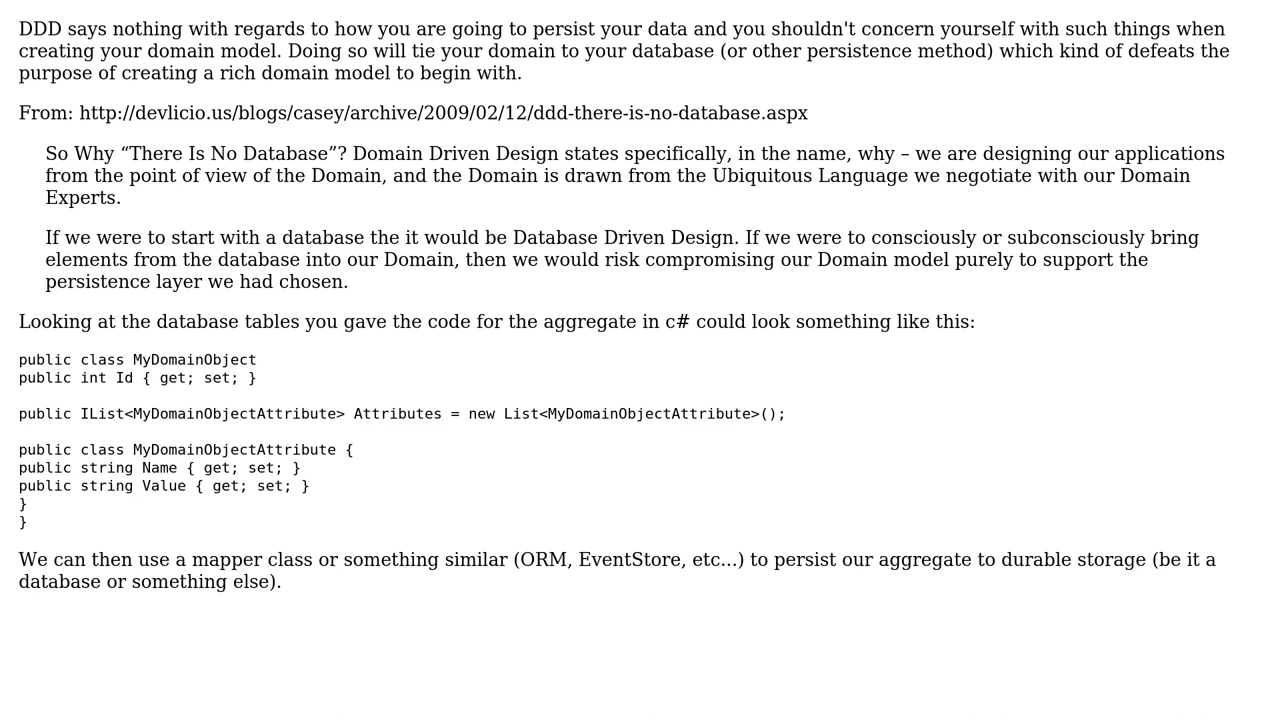 DDD says nothing with regards to how you are going to persist your data and you shouldn't concern yourself with such things when
creating your domain model. Doing so will tie your domain to your database (or other persistence method) which kind of defeats the
purpose of creating a rich domain model to begin with.
From: http://devlicio.us/blogs/casey/archive/2009/02/12/ddd-there-is-no-database.aspx
So Why “There Is No Database”? Domain Driven Design states specifically, in the name, why – we are designing our applications
from the point of view of the Domain, and the Domain is drawn from the Ubiquitous Language we negotiate with our Domain
Experts.
If we were to start with a database the it would be Database Driven Design. If we were to consciously or subconsciously bring
elements from the database into our Domain, then we would risk compromising our Domain model purely to support the
persistence layer we had chosen.
Looking at the database tables you gave the code for the aggregate in c# could look something like this:
public class MyDomainObject
public int Id { get; set; }
public IList<MyDomainObjectAttribute> Attributes = new List<MyDomainObjectAttribute>();
public class MyDomainObjectAttribute {
public string Name { get; set; }
public string Value { get; set; }
}
}
We can then use a mapper class or something similar (ORM, EventStore, etc...) to persist our aggregate to durable storage (be it a
database or something else).